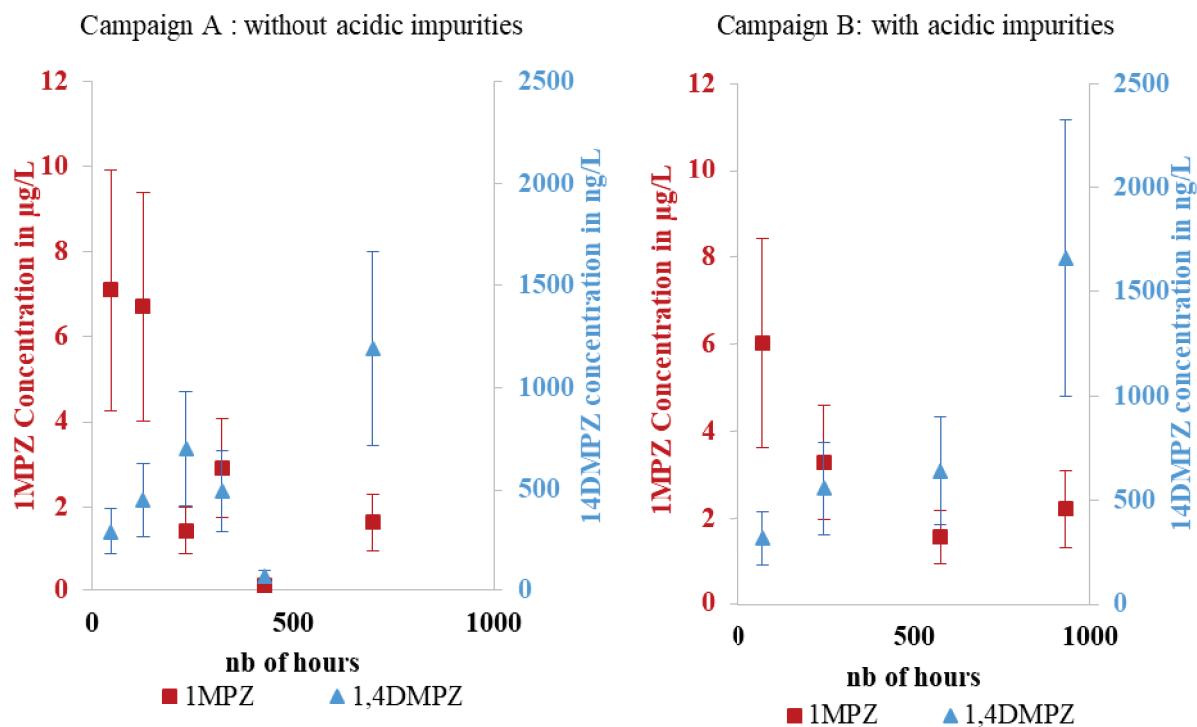 Campaign A : without acidic impurities
12
10
8
6
4
2
0
1MPZ Concentration in µg/L
2500
2000
1500
1000
500
0
14DMPZ concentration in ng/L
0 500 1000
nb of hours
1MPZ 1,4DMPZ
Campaign B: with acidic impurities
12
10
8
6
4
2
0
1MPZ Concentration in µg/L
2500
2000
1500
1000
500
0
14DMPZ concentration in ng/L
0 500 1000
nb of hours
1MPZ 1,4DMPZ